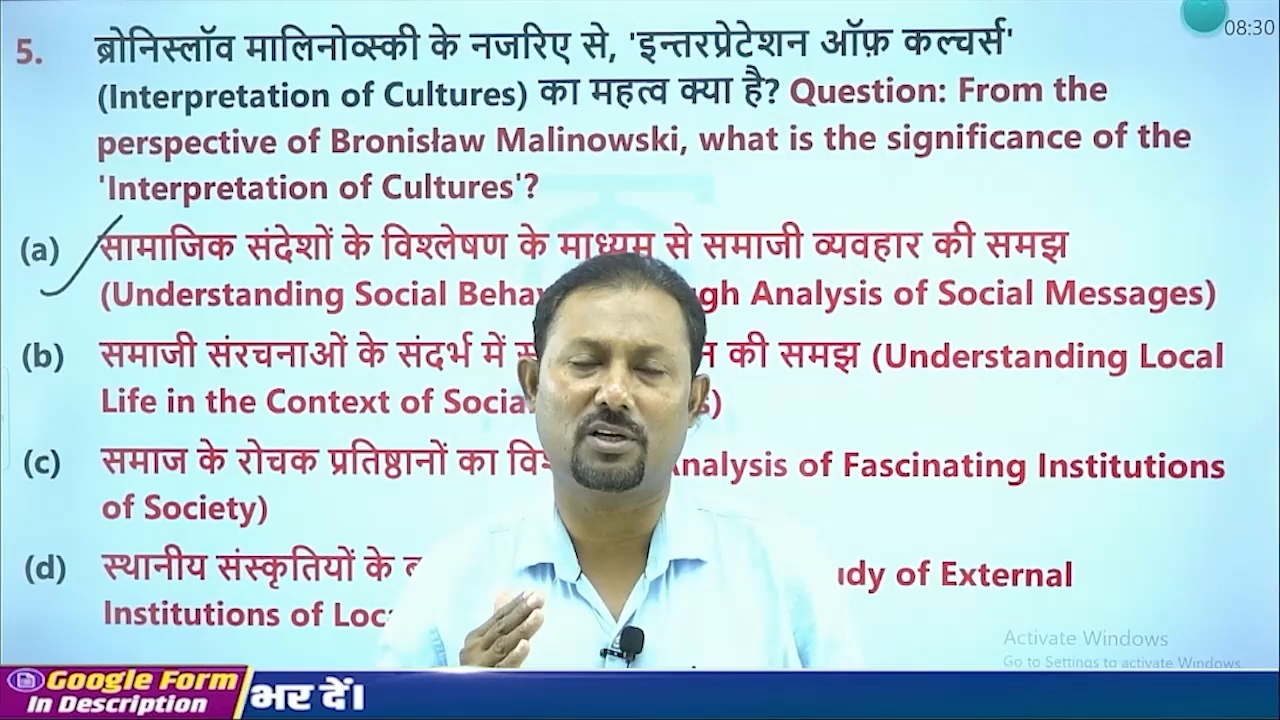 08:30
5. ब्रोनिस्लॉव मालिनोव्स्की के नजरिए से, 'इन्तरप्रेटेशन ऑफ़ कल्चर्स'
(Interpretation of Cultures) का महत्व क्या है? Question: From the
perspective of Bronisław Malinowski, what is the significance of the
'Interpretation of Cultures'?
(a) सामाजिक संदेशों के विश्लेषण के माध्यम से समाजी व्यवहार की समझ
(Understanding Social Analysis of Social Messages)
(b) समाजी संरचनाओं के संदर्भ में की समझ (Understanding Local
Life in the Context of
(c) समाज के रोचक प्रतिष्ठानों का Analysis of Fascinating Institutions
of Society)
(d) स्थानीय संस्कृतियों के of External
Institutions of
Activate Windows
Go to Settings to activate Windows.
Google Form
In Description
भर दें।